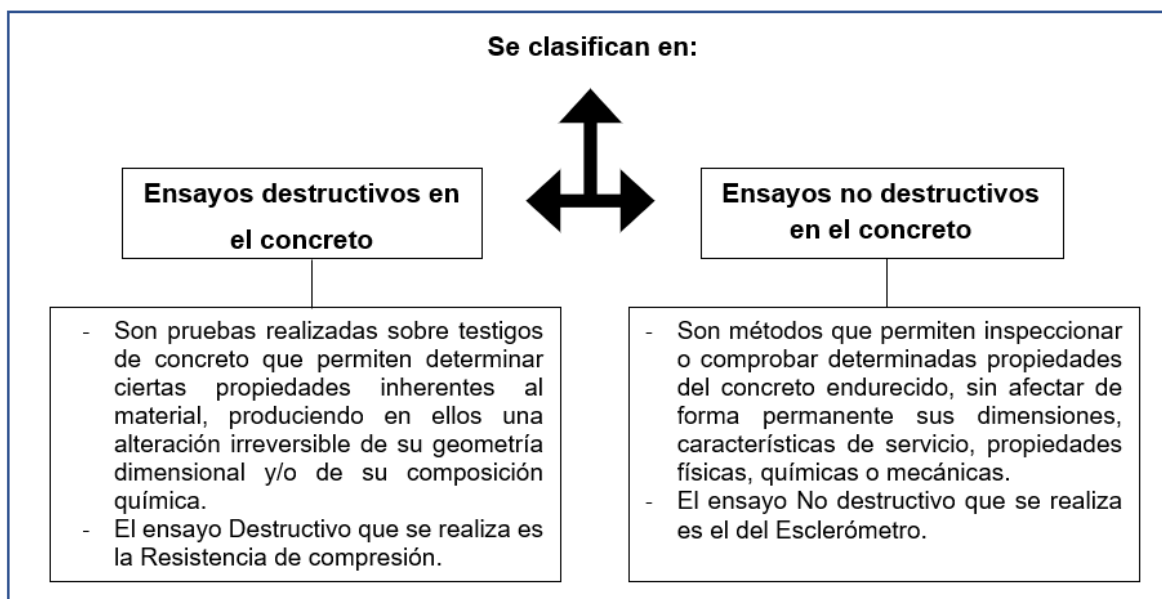 Se clasifican en:
Ensayos destructivos en
el concreto
- Son pruebas realizadas sobre testigos
de concreto que permiten determinar
ciertas propiedades inherentes al
material, produciendo en ellos una
alteración irreversible de su geometría
dimensional y/o de su composición
química.
- El ensayo Destructivo que se realiza es
la Resistencia de compresión.
Ensayos no destructivos
en el concreto
- Son métodos que permiten inspeccionar
o comprobar determinadas propiedades
del concreto endurecido, sin afectar de
forma permanente sus dimensiones,
características de servicio, propiedades
físicas, químicas o mecánicas.
- El ensayo No destructivo que se realiza
es el del Esclerómetro.